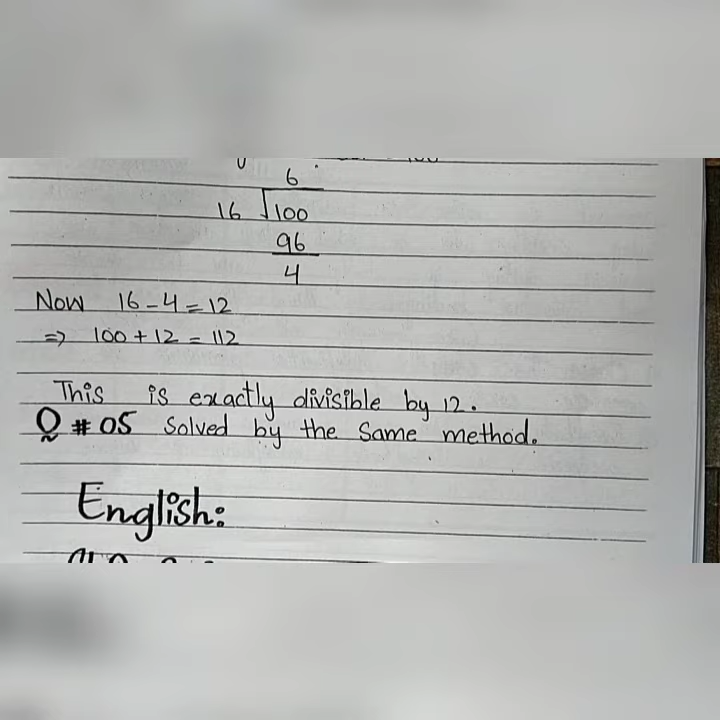 6
16 √100
96
4
Now 16-4=12
=> 100+12=112
This is exactly divisible by 12.
Q # 05 Solved by the Same method.
English: